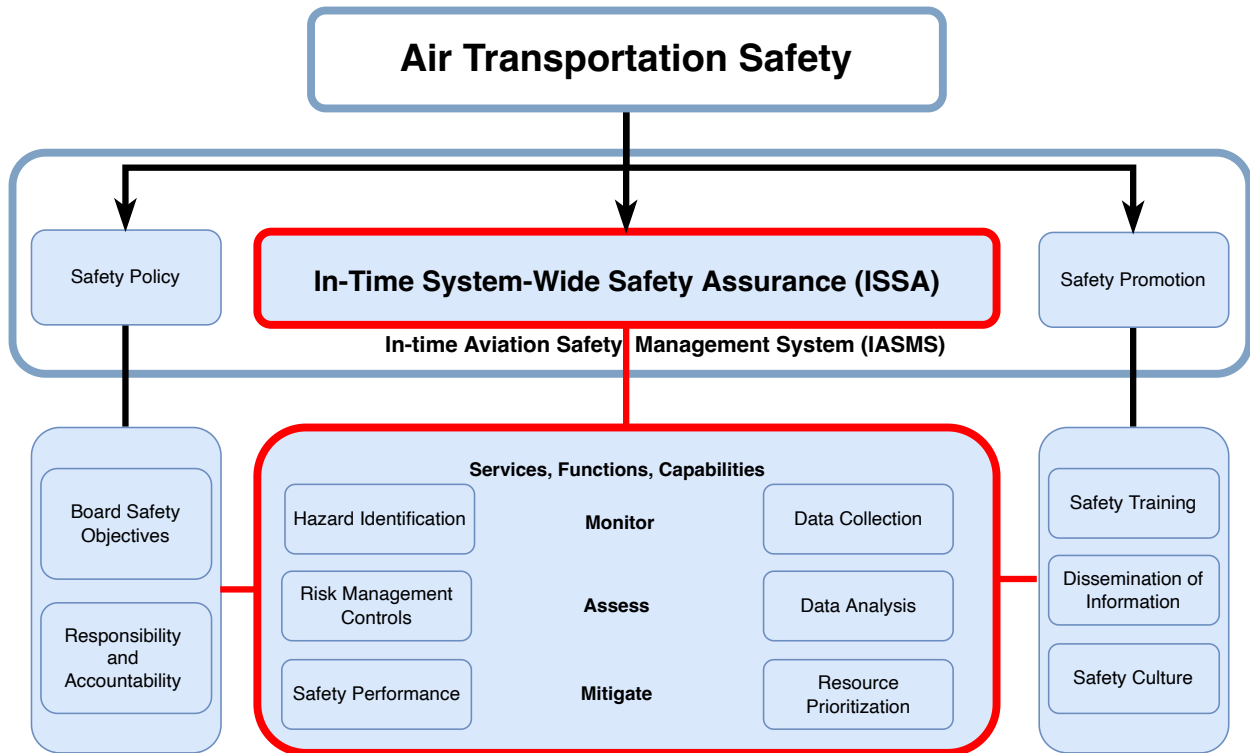 Air Transportation Safety
Safety Policy
In-Time System-Wide Safety Assurance (ISSA)
Safety Promotion
In-time Aviation Safety Management System (IASMS)
Board Safety
Objectives
Responsibility
and
Accountability
Services, Functions, Capabilities
Hazard Identification
Monitor
Data Collection
Risk Management
Controls
Assess
Data Analysis
Safety Performance
Mitigate
Resource
Prioritization
Safety Training
Dissemination of
Information
Safety Culture